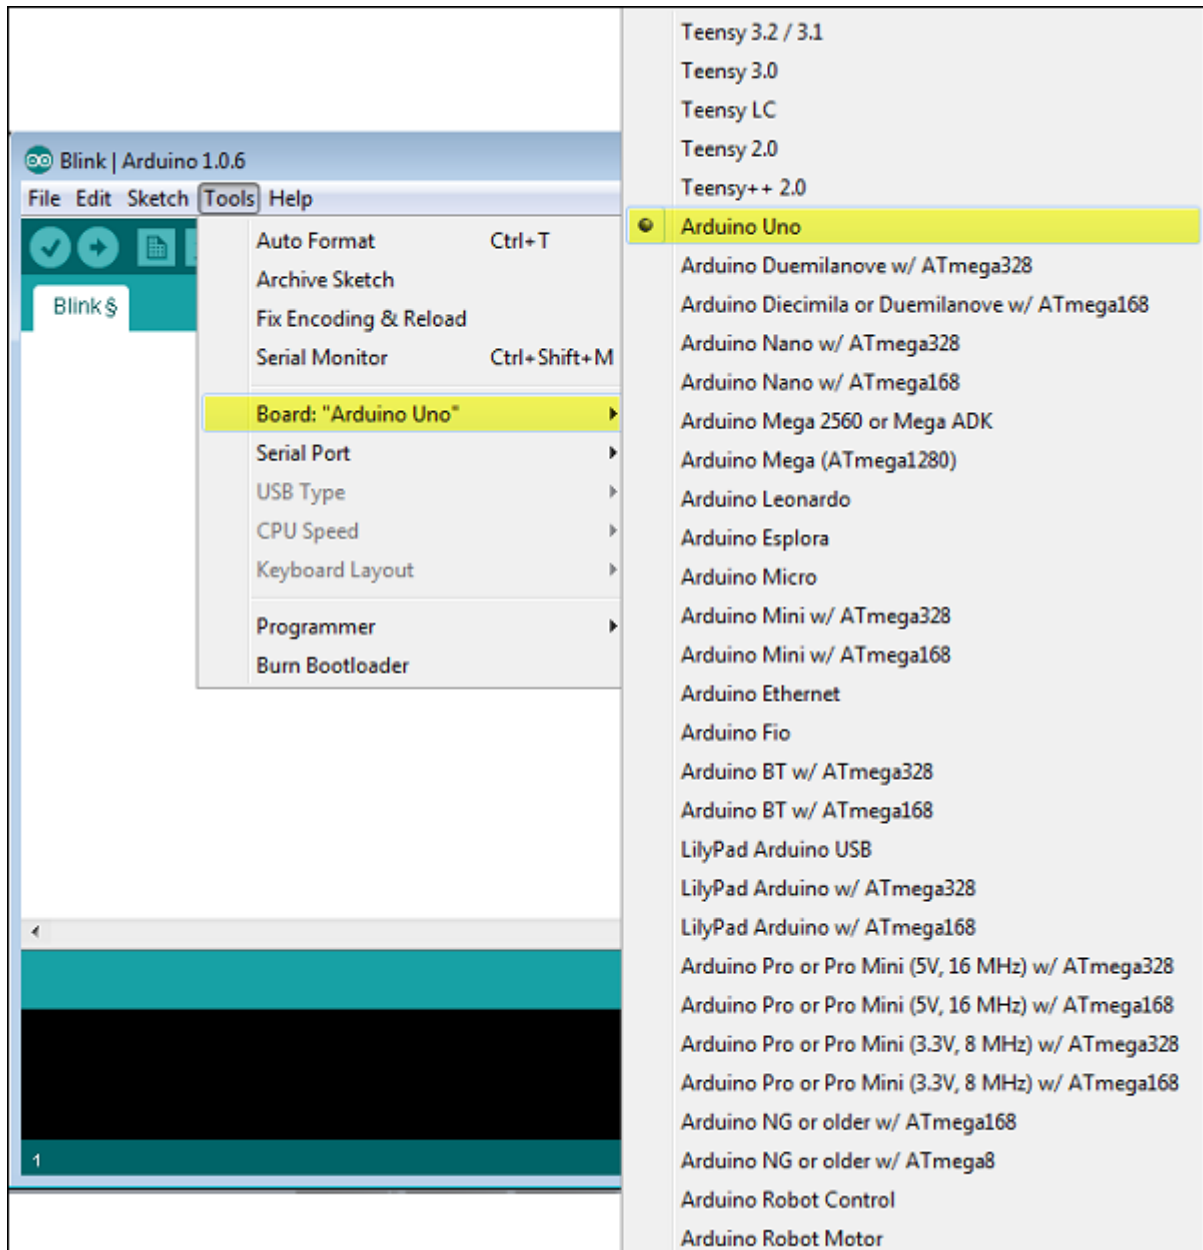 Blink | Arduino 1.0.6
File Edit Sketch Tools Help
Blink §
Auto Format Ctrl+T
Archive Sketch
Fix Encoding & Reload
Serial Monitor Ctrl+Shift+M
Board: "Arduino Uno"
Serial Port
USB Type
CPU Speed
Keyboard Layout
Programmer
Burn Bootloader
1
Teensy 3.2 / 3.1
Teensy 3.0
Teensy LC
Teensy 2.0
Teensy++ 2.0
Arduino Uno
Arduino Duemilanove w/ ATmega328
Arduino Diecimila or Duemilanove w/ ATmega168
Arduino Nano w/ ATmega328
Arduino Nano w/ ATmega168
Arduino Mega 2560 or Mega ADK
Arduino Mega (ATmega1280)
Arduino Leonardo
Arduino Esplora
Arduino Micro
Arduino Mini w/ ATmega328
Arduino Mini w/ ATmega168
Arduino Ethernet
Arduino Fio
Arduino BT w/ ATmega328
Arduino BT w/ ATmega168
LilyPad Arduino USB
LilyPad Arduino w/ ATmega328
LilyPad Arduino w/ ATmega168
Arduino Pro or Pro Mini (5V, 16 MHz) w/ ATmega328
Arduino Pro or Pro Mini (5V, 16 MHz) w/ ATmega168
Arduino Pro or Pro Mini (3.3V, 8 MHz) w/ ATmega328
Arduino Pro or Pro Mini (3.3V, 8 MHz) w/ ATmega168
Arduino NG or older w/ ATmega168
Arduino NG or older w/ ATmega8
Arduino Robot Control
Arduino Robot Motor